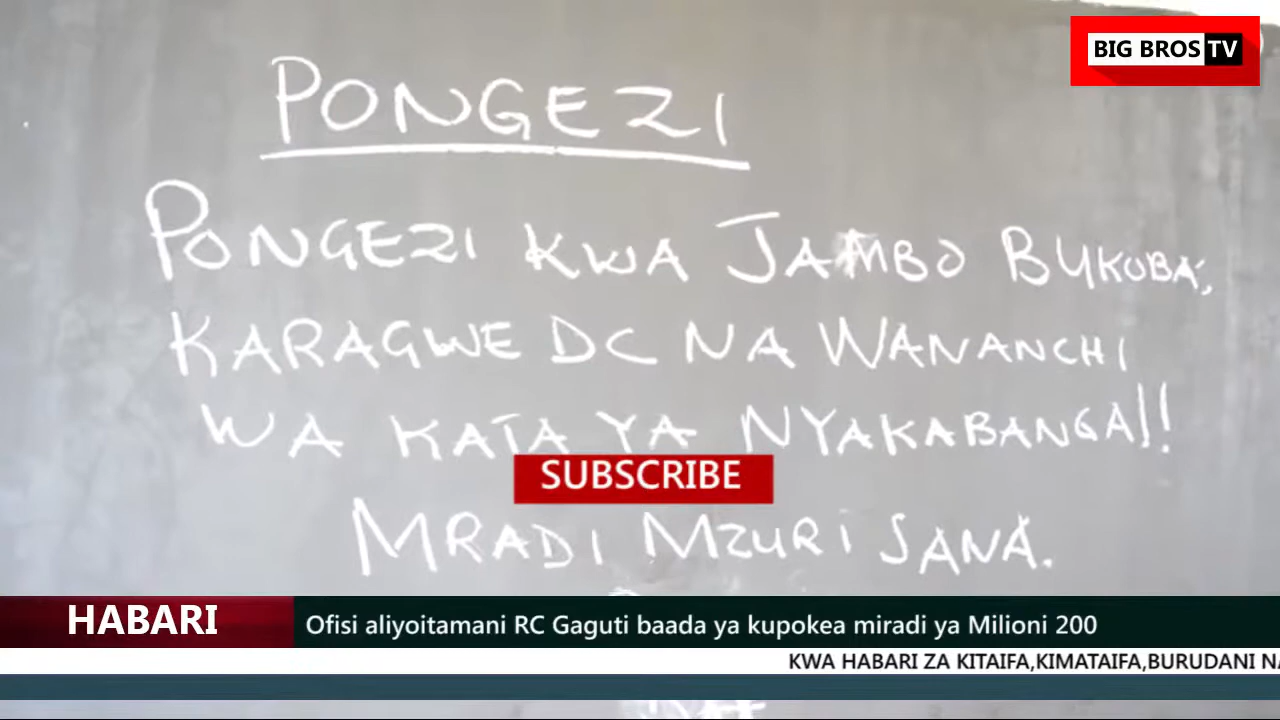 BIG BROS TV
PONGEZI
PONGEZI KWA JAMBO BUKOBA,
KARAGWE DC NA WANANCHI
WA KATA YA NYAKABANGA!!
SUBSCRIBE
MRADI MZURI SANA.
HABARI
Ofisi aliyoitamani RC Gaguti baada ya kupokea miradi ya Milioni 200
KWA HABARI ZA KITAIFA,KIMATAIFA,BURUDANI